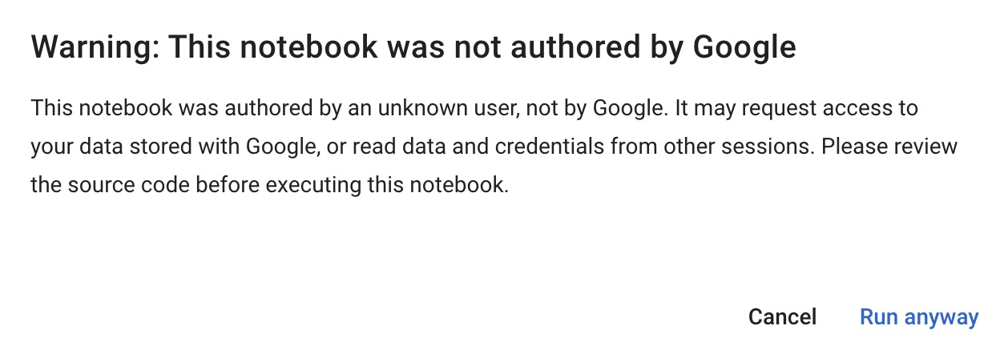 Warning: This notebook was not authored by Google
This notebook was authored by an unknown user, not by Google. It may request access to
your data stored with Google, or read data and credentials from other sessions. Please review
the source code before executing this notebook.
Cancel Run anyway